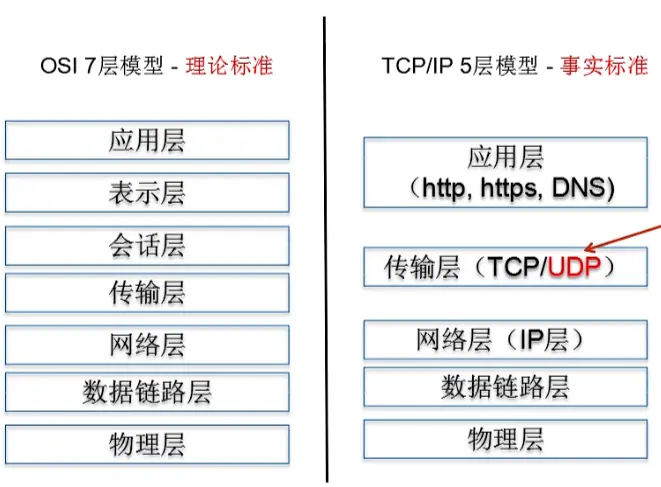 OSI 7层模型 - 理论标准
应用层
表示层
会话层
传输层
网络层
数据链路层
物理层
TCP/IP 5层模型 - 事实标准
应用层
（http, https, DNS)
传输层（TCP/UDP）
网络层（IP层）
数据链路层
物理层